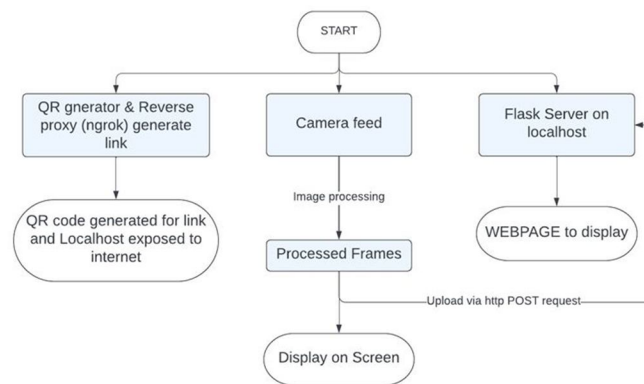 START
QR gnerator & Reverse
proxy (ngrok) generate
link
Camera feed
Flask Server on
localhost
Image processing
QR code generated for link
and Localhost exposed to
internet
WEBPAGE to display
Processed Frames
Upload via http POST request
Display on Screen